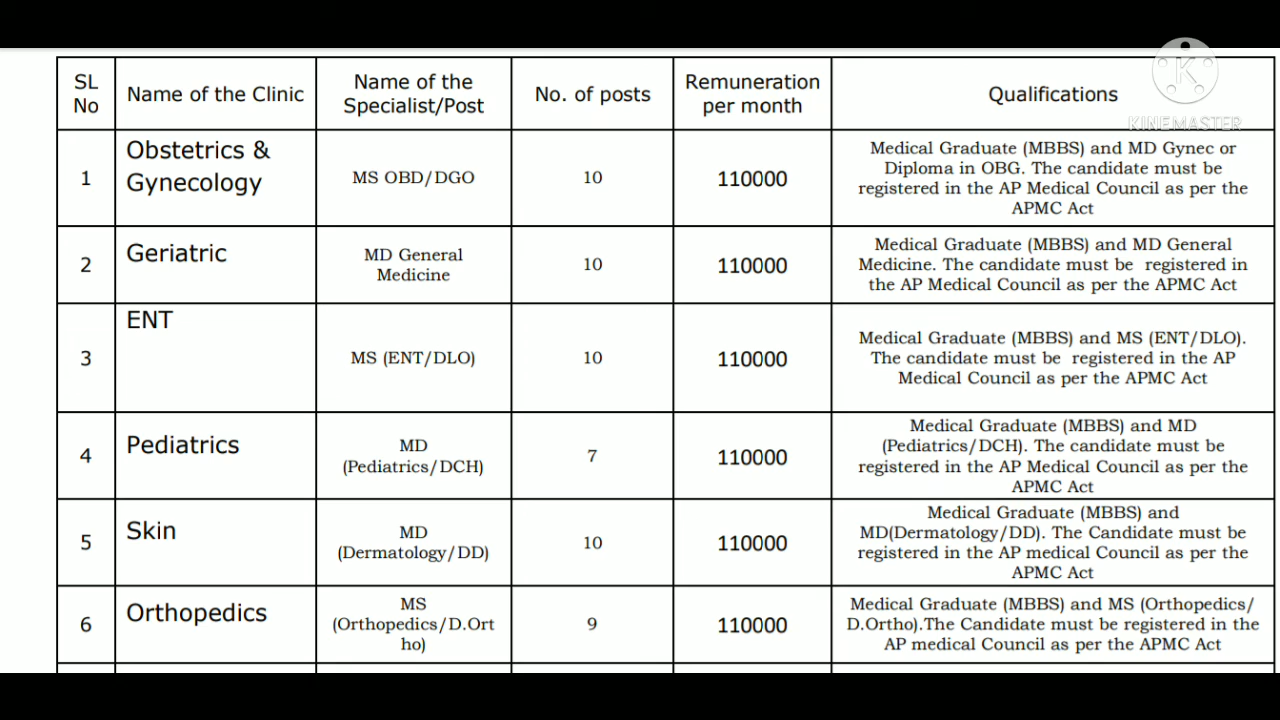 SL No
Name of the Clinic
Name of the Specialist/Post
No. of posts
Remuneration per month
Qualifications
KINEMASTER
1
Obstetrics &
Gynecology
MS OBD/DGO
10
110000
Medical Graduate (MBBS) and MD Gynec or
Diploma in OBG. The candidate must be
registered in the AP Medical Council as per the
APMC Act
2
Geriatric
MD General
Medicine
10
110000
Medical Graduate (MBBS) and MD General
Medicine. The candidate must be registered in
the AP Medical Council as per the APMC Act
3
ENT
MS (ENT/DLO)
10
110000
Medical Graduate (MBBS) and MS (ENT/DLO).
The candidate must be registered in the AP
Medical Council as per the APMC Act
4
Pediatrics
MD
(Pediatrics/DCH)
7
110000
Medical Graduate (MBBS) and MD
(Pediatrics/DCH). The candidate must be
registered in the AP Medical Council as per the
APMC Act
5
Skin
MD
(Dermatology/DD)
10
110000
Medical Graduate (MBBS) and
MD(Dermatology/DD). The Candidate must be
registered in the AP medical Council as per the
APMC Act
6
Orthopedics
MS
(Orthopedics/D.Ort
ho)
9
110000
Medical Graduate (MBBS) and MS (Orthopedics/
D.Ortho).The Candidate must be registered in the
AP medical Council as per the APMC Act